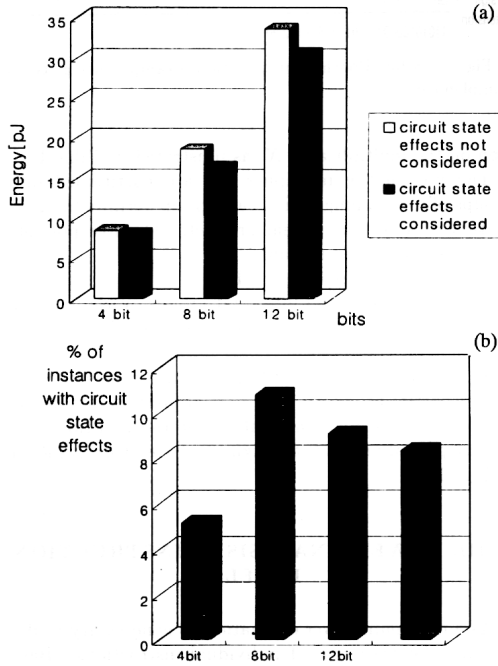 (a)
35
30
25
20
15
10
5
0
Energy[pJ
4 bit 8 bit 12 bit bits
circuit state
effects not
considered
circuit state
effects
considered
(b)
% of
instances
with circuit
state
effects
12
10
8
6
4
2
0
4bit 8bit 12bit